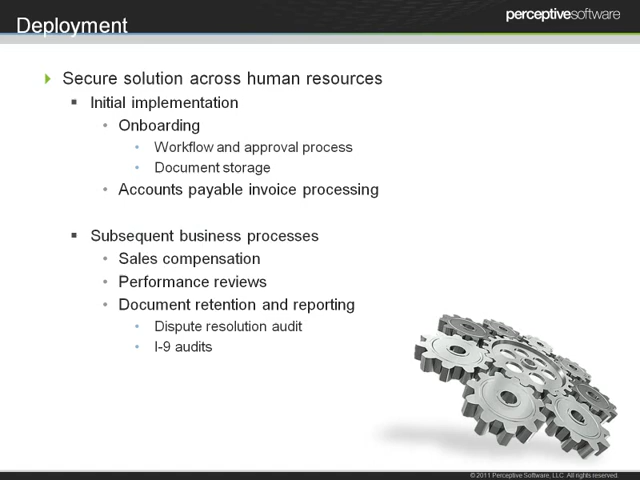 Deployment
perceptivesoftware
Secure solution across human resources
Initial implementation
Onboarding
Workflow and approval process
Document storage
Accounts payable invoice processing
Subsequent business processes
Sales compensation
Performance reviews
Document retention and reporting
Dispute resolution audit
I-9 audits
© 2011 Perceptive Software, LLC. All rights reserved.